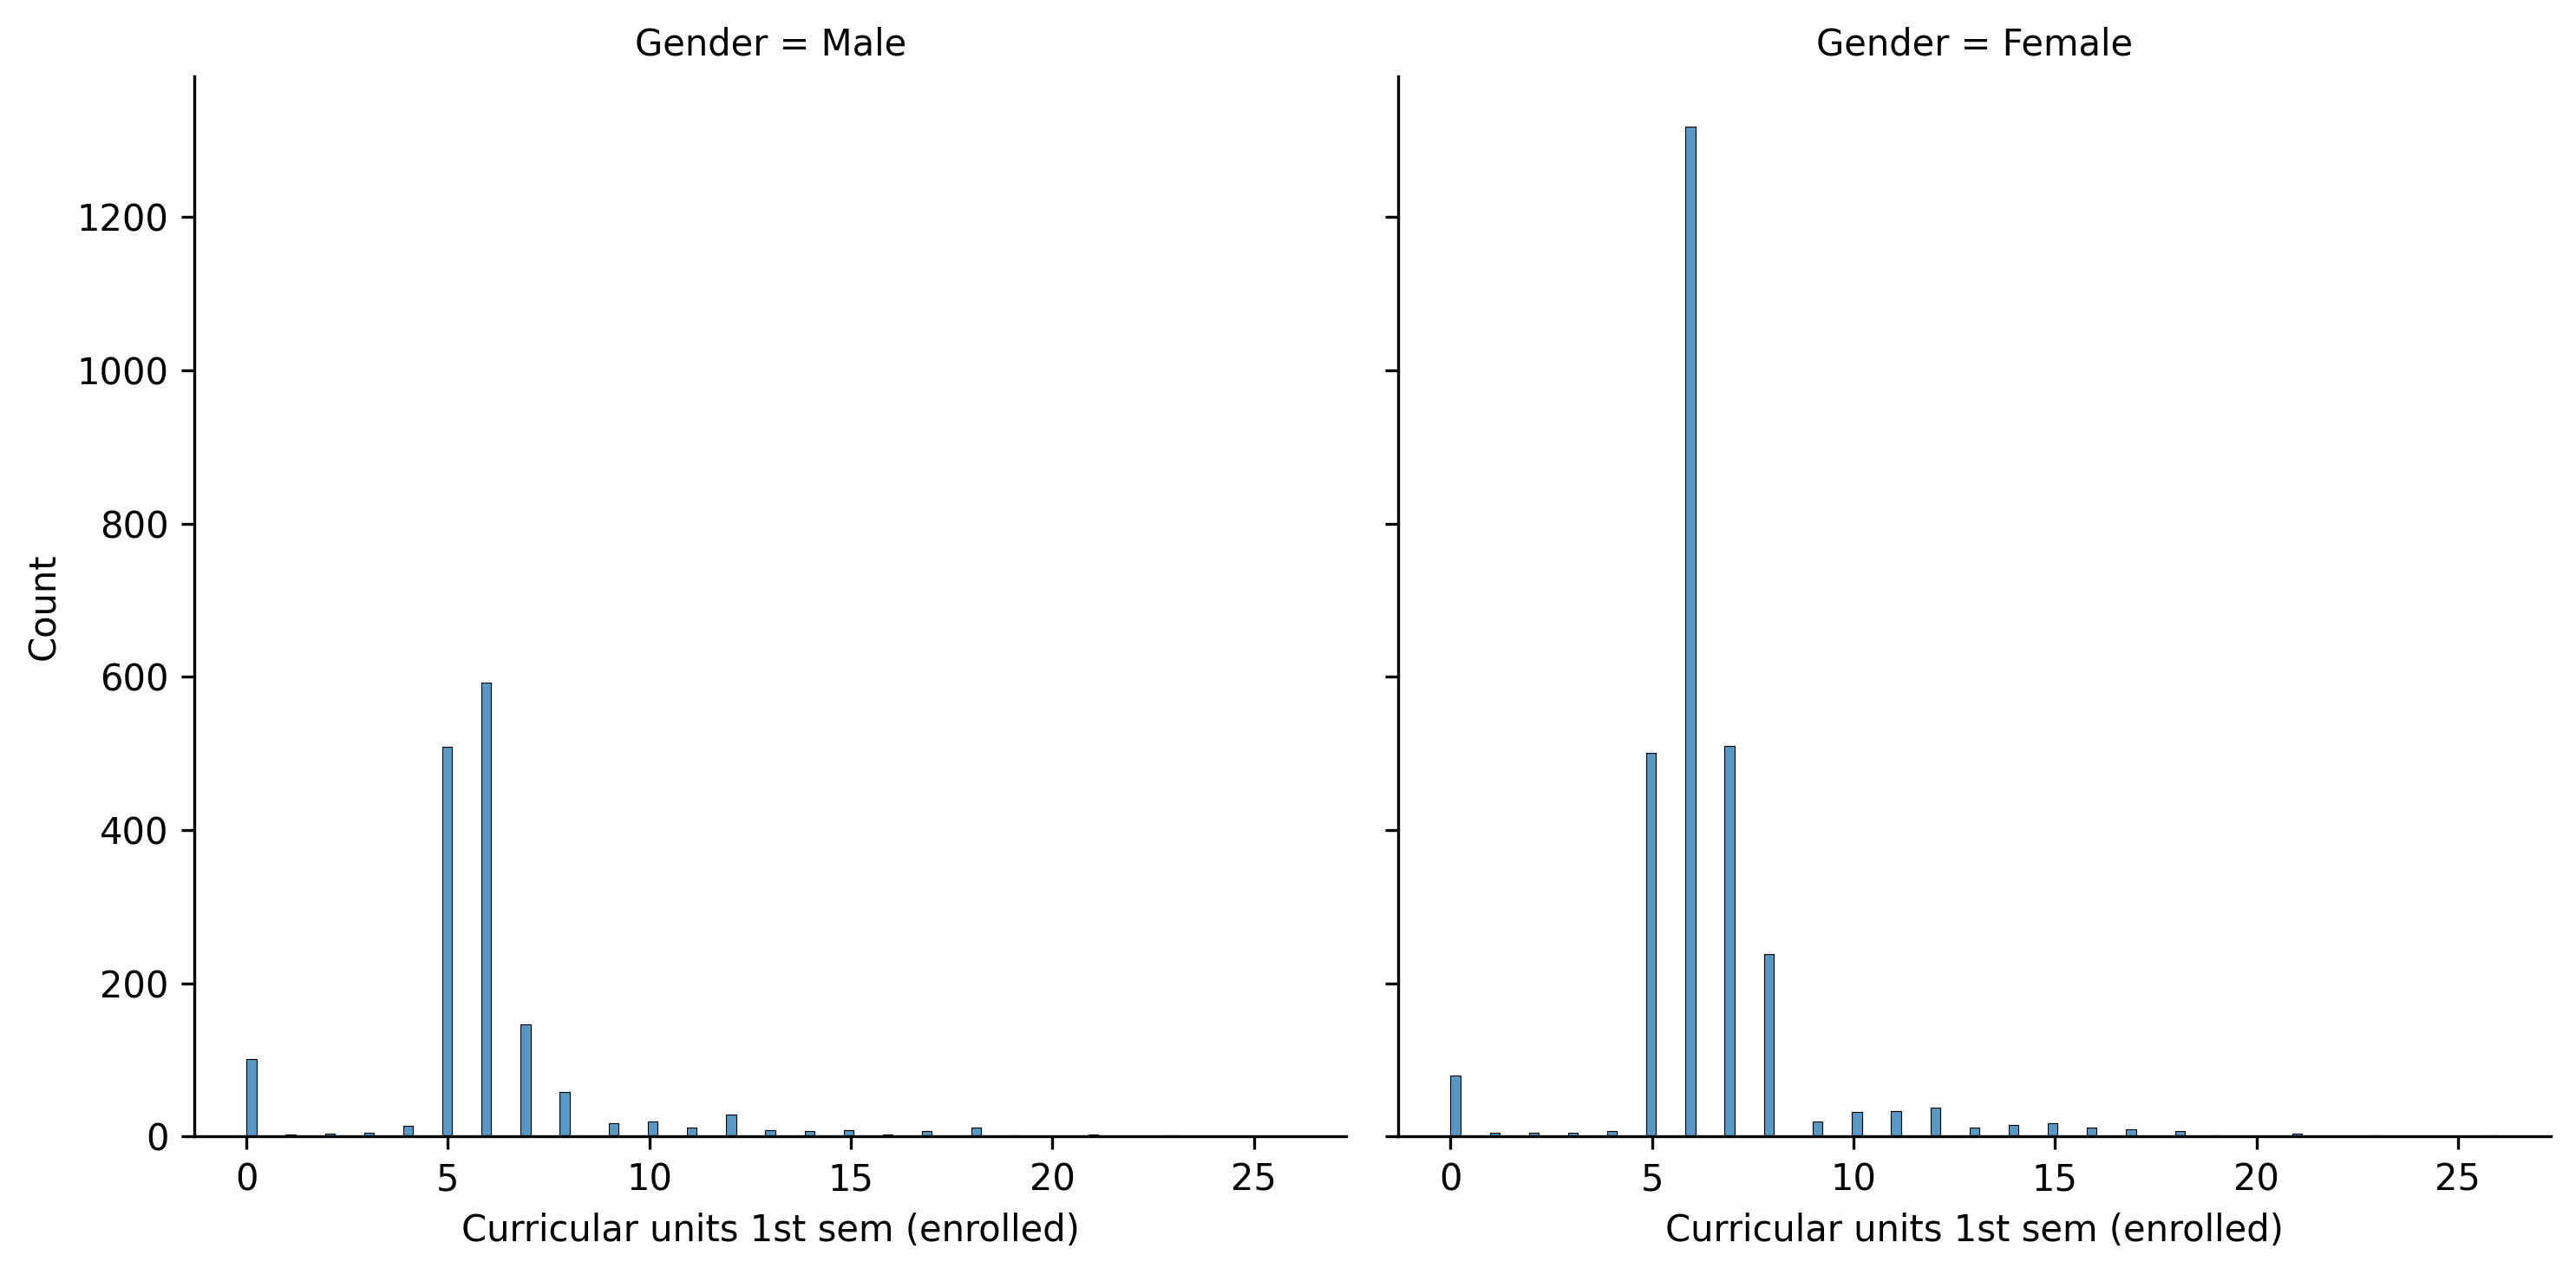 Gender = Male
Gender = Female
1200
1000
800
600
400
200
0
Count
0 5 10 15 20 25
0 5 10 15 20 25
Curricular units 1st sem (enrolled)
Curricular units 1st sem (enrolled)